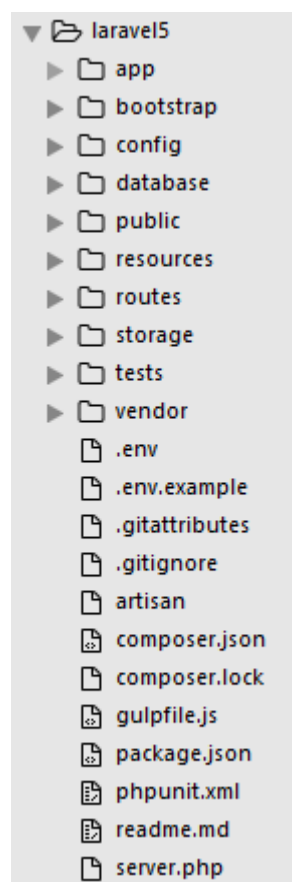 laravel5
app
bootstrap
config
database
public
resources
routes
storage
tests
vendor
.env
.env.example
.gitattributes
.gitignore
artisan
composer.json
composer.lock
gulpfile.js
package.json
phpunit.xml
readme.md
server.php